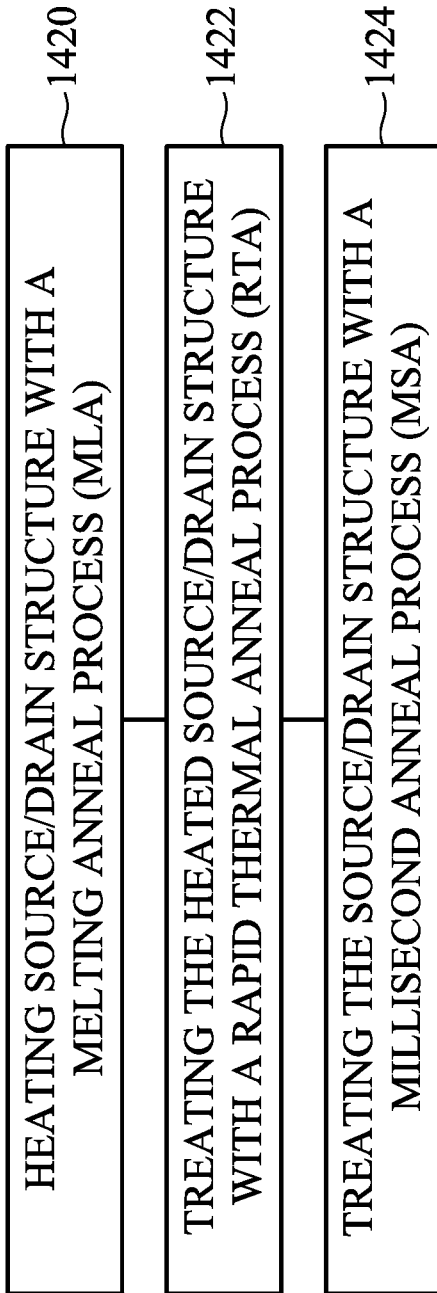 HEATING SOURCE/DRAIN STRUCTURE WITH A
MELTING ANNEAL PROCESS (MLA)
1420
TREATING THE HEATED SOURCE/DRAIN STRUCTURE
WITH A RAPID THERMAL ANNEAL PROCESS (RTA)
1422
TREATING THE SOURCE/DRAIN STRUCTURE WITH A
MILLISECOND ANNEAL PROCESS (MSA)
1424